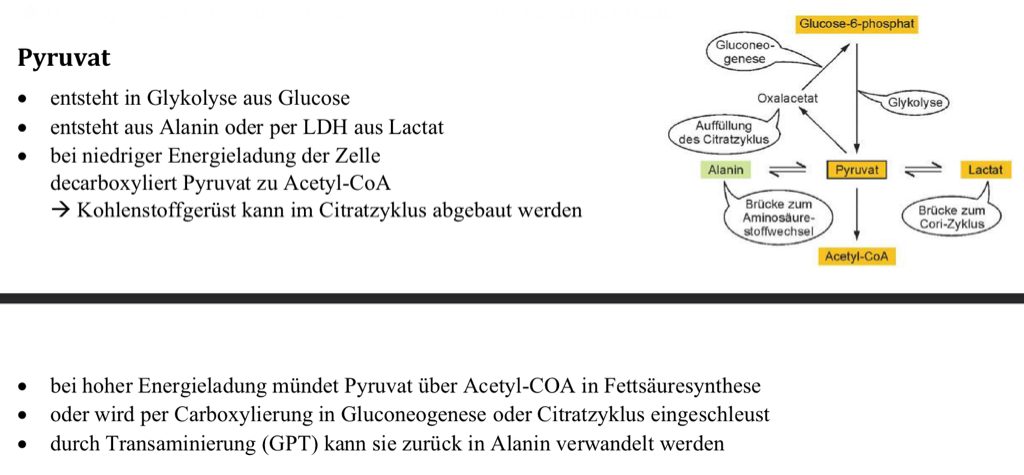 Pyruvat
• entsteht in Glykolyse aus Glucose
• entsteht aus Alanin oder per LDH aus Lactat
• bei niedriger Energieladung der Zelle
decarboxyliert Pyruvat zu Acetyl-CoA
→ Kohlenstoffgerüst kann im Citratzyklus abgebaut werden
Glucose-6-phosphat
Gluconeo-
genese
Oxalacetat
Glykolyse
Auffüllung
des Citratzyklus
Alanin
Pyruvat
Lactat
Brücke zum
Aminosäure-
stoffwechsel
Brücke zum
Cori-Zyklus
Acetyl-CoA
• bei hoher Energieladung mündet Pyruvat über Acetyl-COA in Fettsäuresynthese
• oder wird per Carboxylierung in Gluconeogenese oder Citratzyklus eingeschleust
• durch Transaminierung (GPT) kann sie zurück in Alanin verwandelt werden